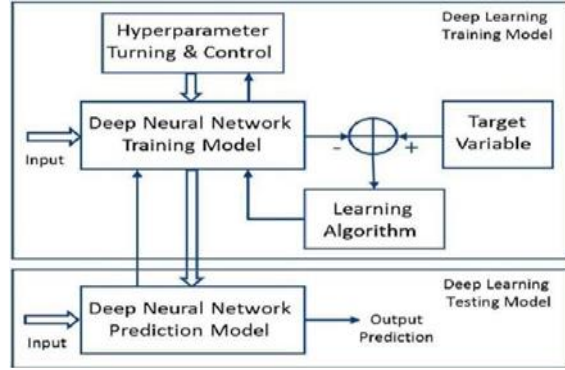 Deep Learning
Training Model
Hyperparameter
Turning & Control
Deep Neural Network
Training Model
Input
-
+
Target
Variable
Learning
Algorithm
Deep Learning
Testing Model
Deep Neural Network
Prediction Model
Input
Output
Prediction